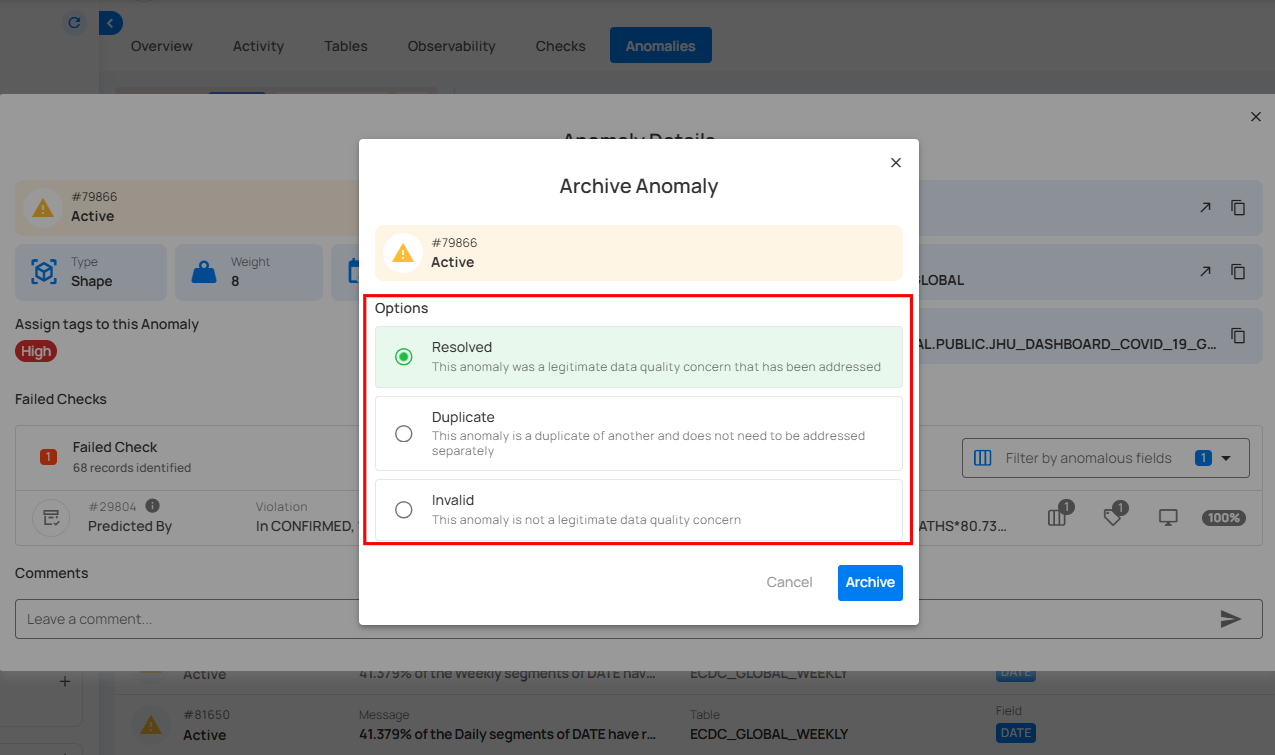 Overview
Activity
Tables
Observability
Checks
Anomalies
Anomaly Details
#79866
Active
Type
Shape
Weight
8
GLOBAL
AL.PUBLIC.JHU_DASHBOARD_COVID_19_G...
Assign tags to this Anomaly
High
Failed Checks
1
Failed Check
68 records identified
Filter by anomalous fields
1
#29804
Predicted By
Violation
In CONFIRMED,
ATHS*80.73...
1
1
100%
Comments
Leave a comment...
Archive Anomaly
#79866
Active
Options
Resolved
This anomaly was a legitimate data quality concern that has been addressed
Duplicate
This anomaly is a duplicate of another and does not need to be addressed
separately
Invalid
This anomaly is not a legitimate data quality concern
Cancel
Archive
Active
41.379% of the Weekly segments of DATE hav...
ECDC_GLOBAL_WEEKLY
DATE
#81650
Active
Message
41.379% of the Daily segments of DATE have r...
Table
ECDC_GLOBAL_WEEKLY
Field
DATE